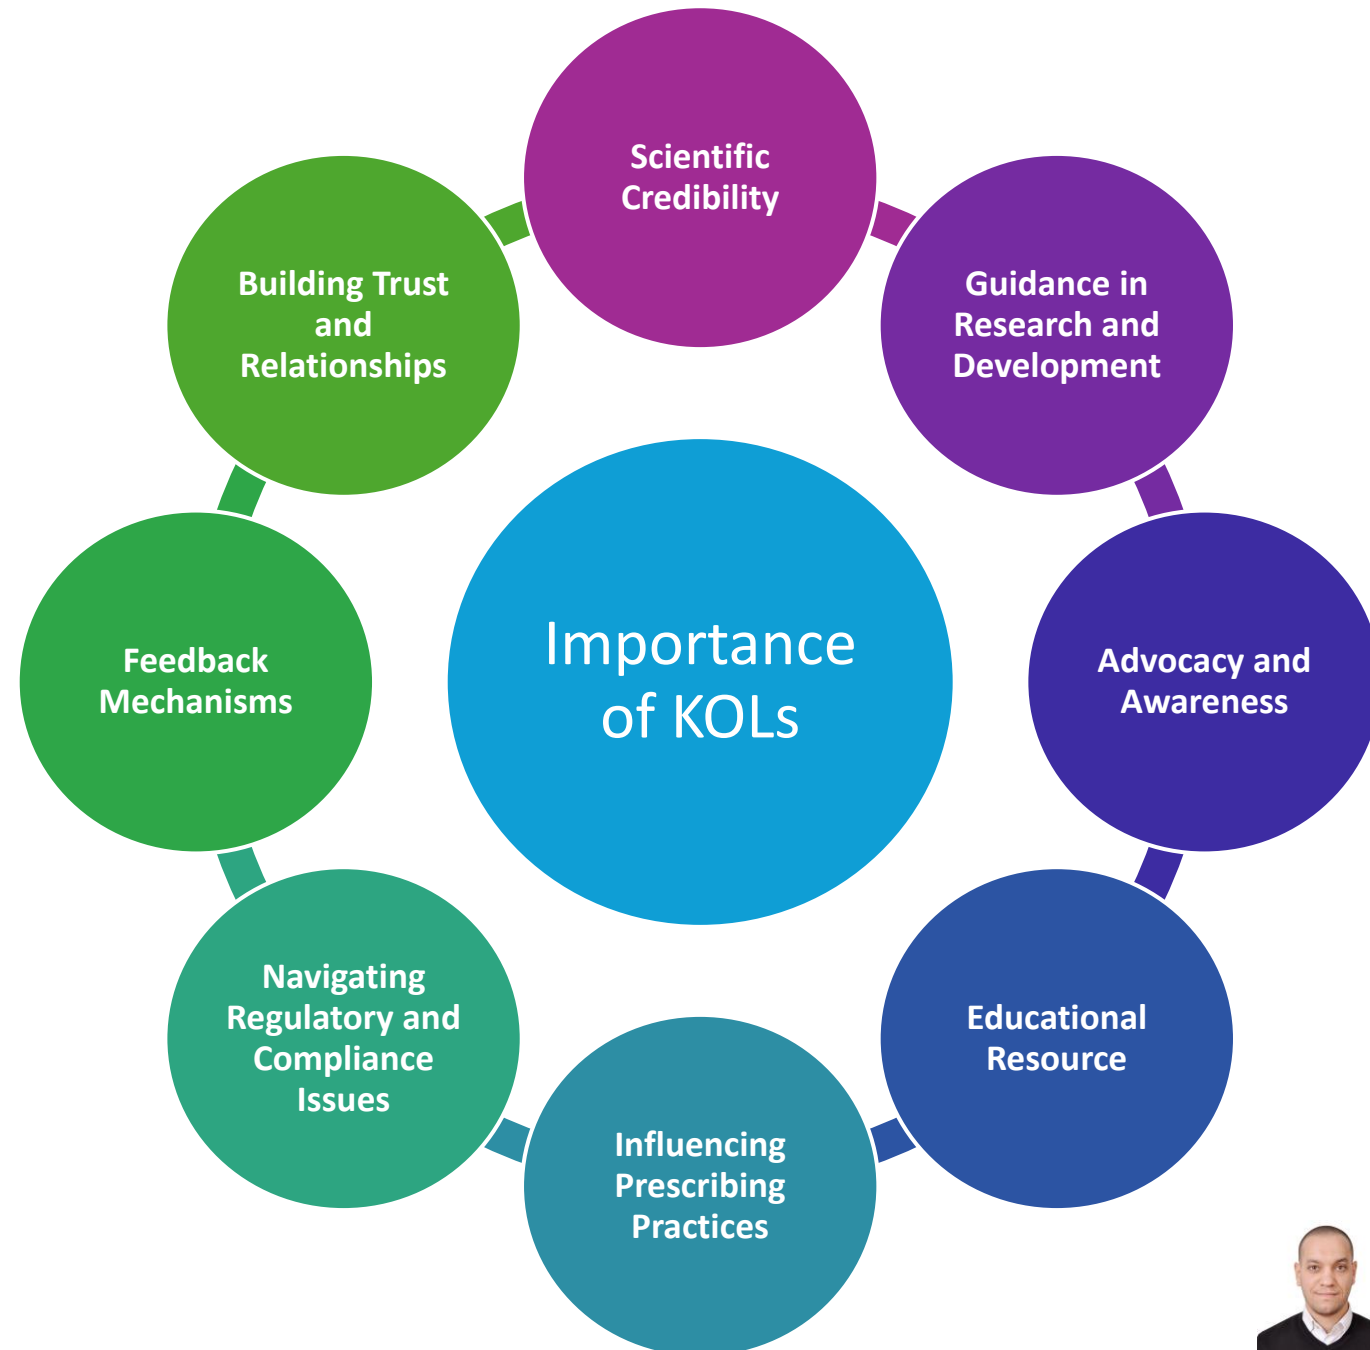 Importance
of KOLs
Scientific
Credibility
Guidance in
Research and
Development
Advocacy and
Awareness
Educational
Resource
Influencing
Prescribing
Practices
Navigating
Regulatory and
Compliance
Issues
Feedback
Mechanisms
Building Trust
and
Relationships